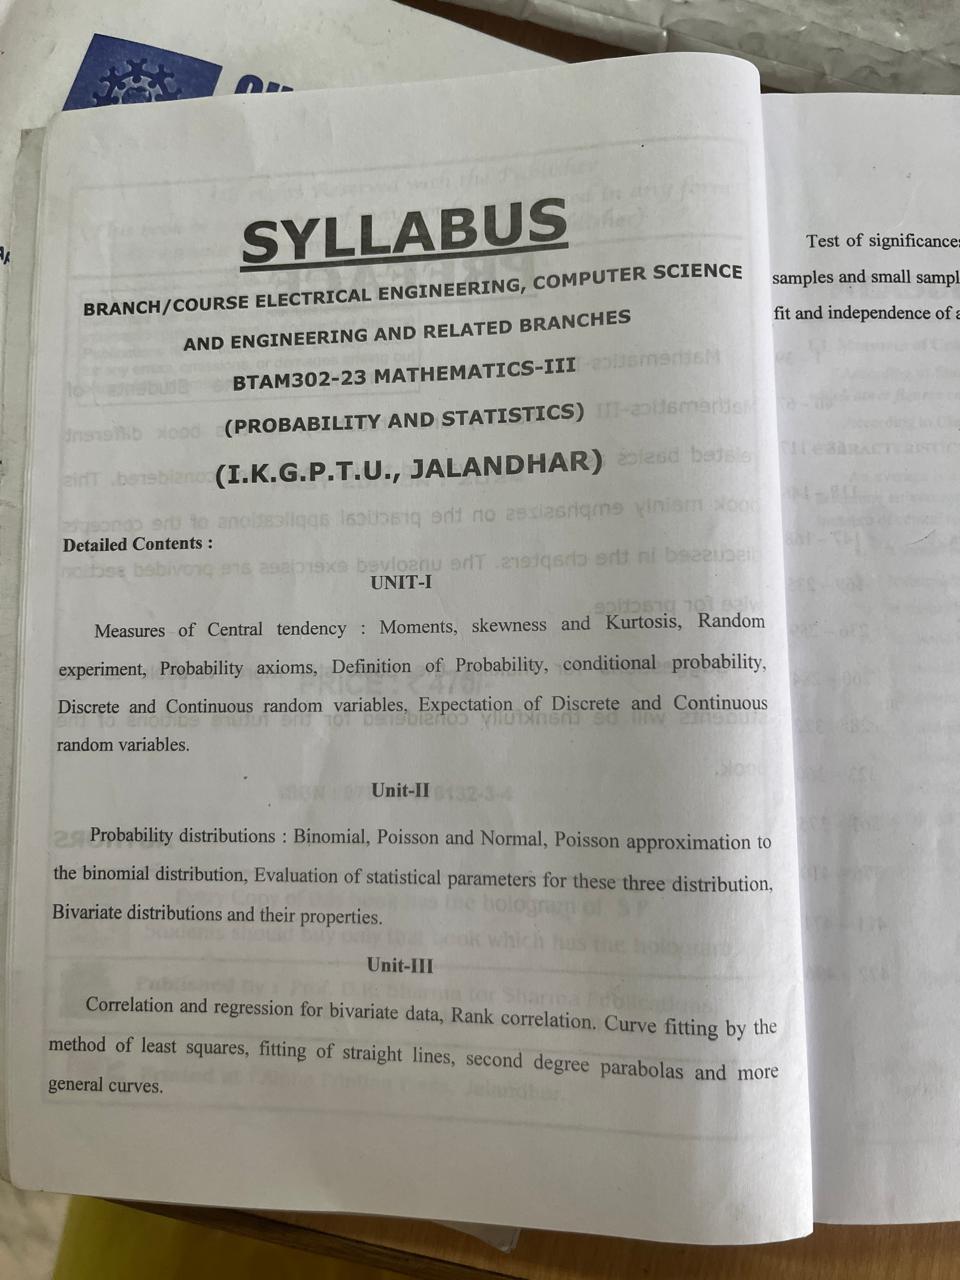 SYLLABUS
BRANCH/COURSE ELECTRICAL ENGINEERING, COMPUTER SCIENCE
AND ENGINEERING AND RELATED BRANCHES
BTAM302-23 MATHEMATICS-III
(PROBABILITY AND STATISTICS)
(I.K.G.P.T.U., JALANDHAR)
Detailed Contents :
UNIT-I
Measures of Central tendency : Moments, skewness and Kurtosis, Random
experiment, Probability axioms, Definition of Probability, conditional probability,
Discrete and Continuous random variables, Expectation of Discrete and Continuous
random variables.
Unit-II
Probability distributions : Binomial, Poisson and Normal, Poisson approximation to
the binomial distribution, Evaluation of statistical parameters for these three distribution,
Bivariate distributions and their properties.
Unit-III
Correlation and regression for bivariate data, Rank correlation. Curve fitting by the
method of least squares, fitting of straight lines, second degree parabolas and more
general curves.
Test of significance
samples and small
fit and independence of